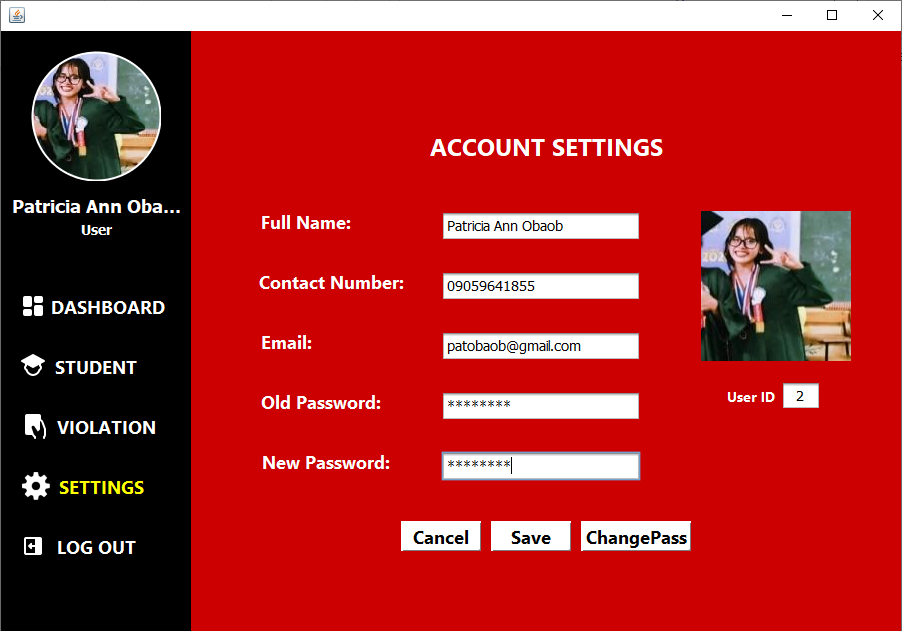 Patricia Ann Oba...
User
DASHBOARD
STUDENT
VIOLATION
SETTINGS
LOG OUT
ACCOUNT SETTINGS
Full Name: Patricia Ann Obaob
Contact Number: 09059641855
Email: patobaob@gmail.com
Old Password: ********
New Password: ********
User ID 2
Cancel Save ChangePass